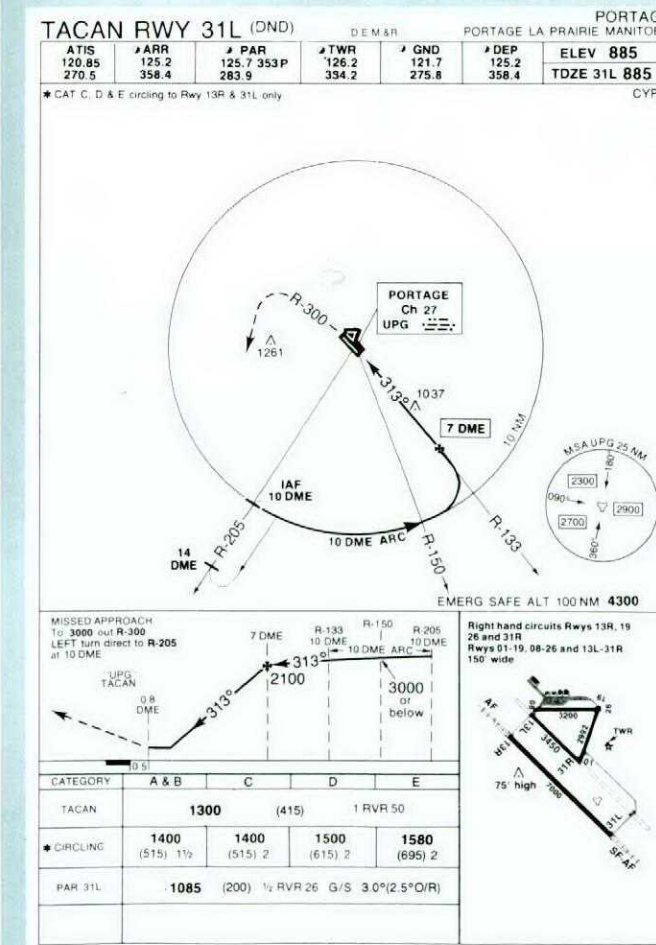 TACAN RWY 31L (DND)
DEM&R
PORTAG
PORTAGE LA PRAIRIE MANITOB
ATIS 120.85 270.5
ARR 125.2 358.4
PAR 125.7 353P 283.9
TWR 126.2 334.2
GND 121.7 275.8
DEP 125.2 358.4
ELEV 885
TDZE 31L 885
* CAT C, D & E circling to Rwy 13R & 31L only
CYP
R-300
PORTAGE
Ch 27
UPG
1261
313°
1037
7 DME
10 NM
IAF
10 DME
R-205
14
DME
10 DME ARC
R-150
R-133
MSA UPG 25 NM
180°
2300
090°
2900
2700
360°
EMERG SAFE ALT 100 NM 4300
MISSED APPROACH
To 3000 out R-300
LEFT turn direct to R-205
at 10 DME
UPG
TACAN
0.8
DME
7 DME
R-133
10 DME
R-150
R-205
10 DME
10 DME ARC
313°
2100
313°
3000
or
below
0.5
Right hand circuits Rwys 13R, 19
26 and 31R
Rwys 01-19, 08-26 and 13L-31R
150' wide
AF
13R
13L
08
3200
19
26
2992
3450
31R
01
TWR
75' high
7000
31L
SF-AF
CATEGORY A & B C D E
TACAN 1300 (415) 1 RVR 50
* CIRCLING 1400 (515) 1½ 1400 (515) 2 1500 (615) 2 1580 (695) 2
PAR 31L 1085 (200) ½ RVR 26 G/S 3.0°(2.5°O/R)